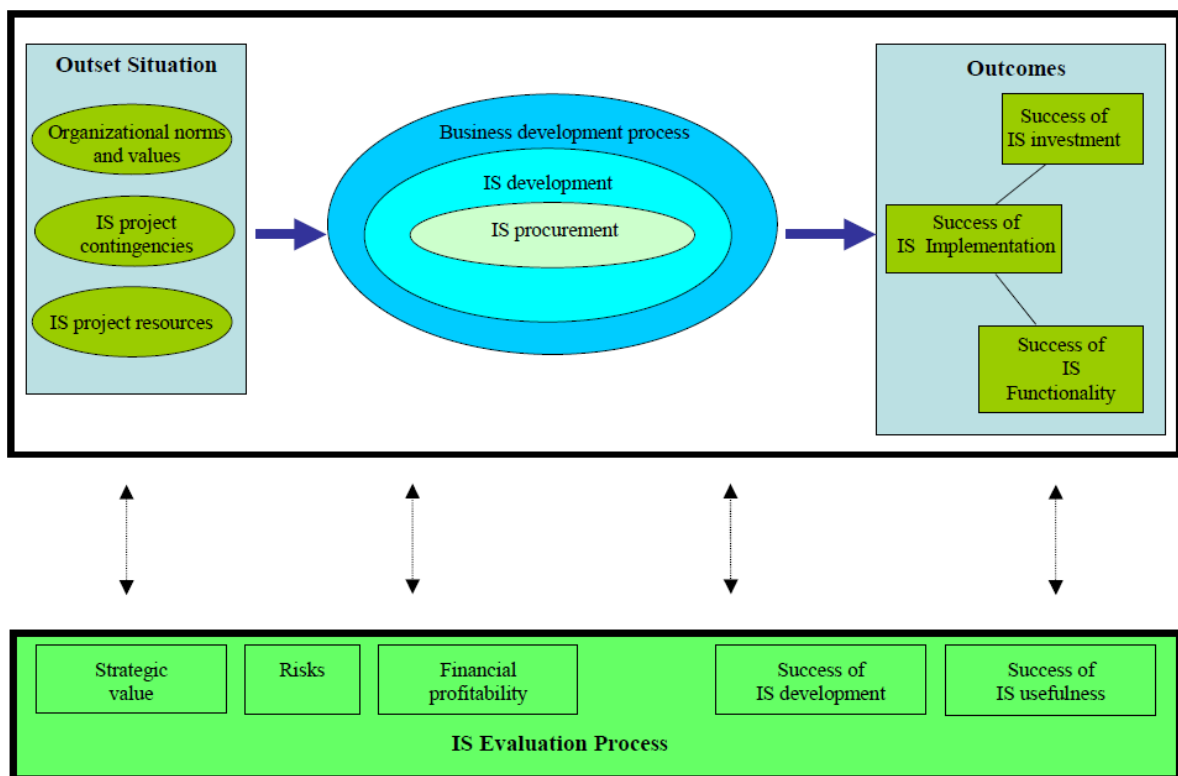 Outset Situation
Organizational norms
and values
IS project
contingencies
IS project resources
Business development process
IS development
IS procurement
Outcomes
Success of
IS investment
Success of
IS Implementation
Success of
IS
Functionality
Strategic
value
Risks
Financial
profitability
Success of
IS development
Success of
IS usefulness
IS Evaluation Process